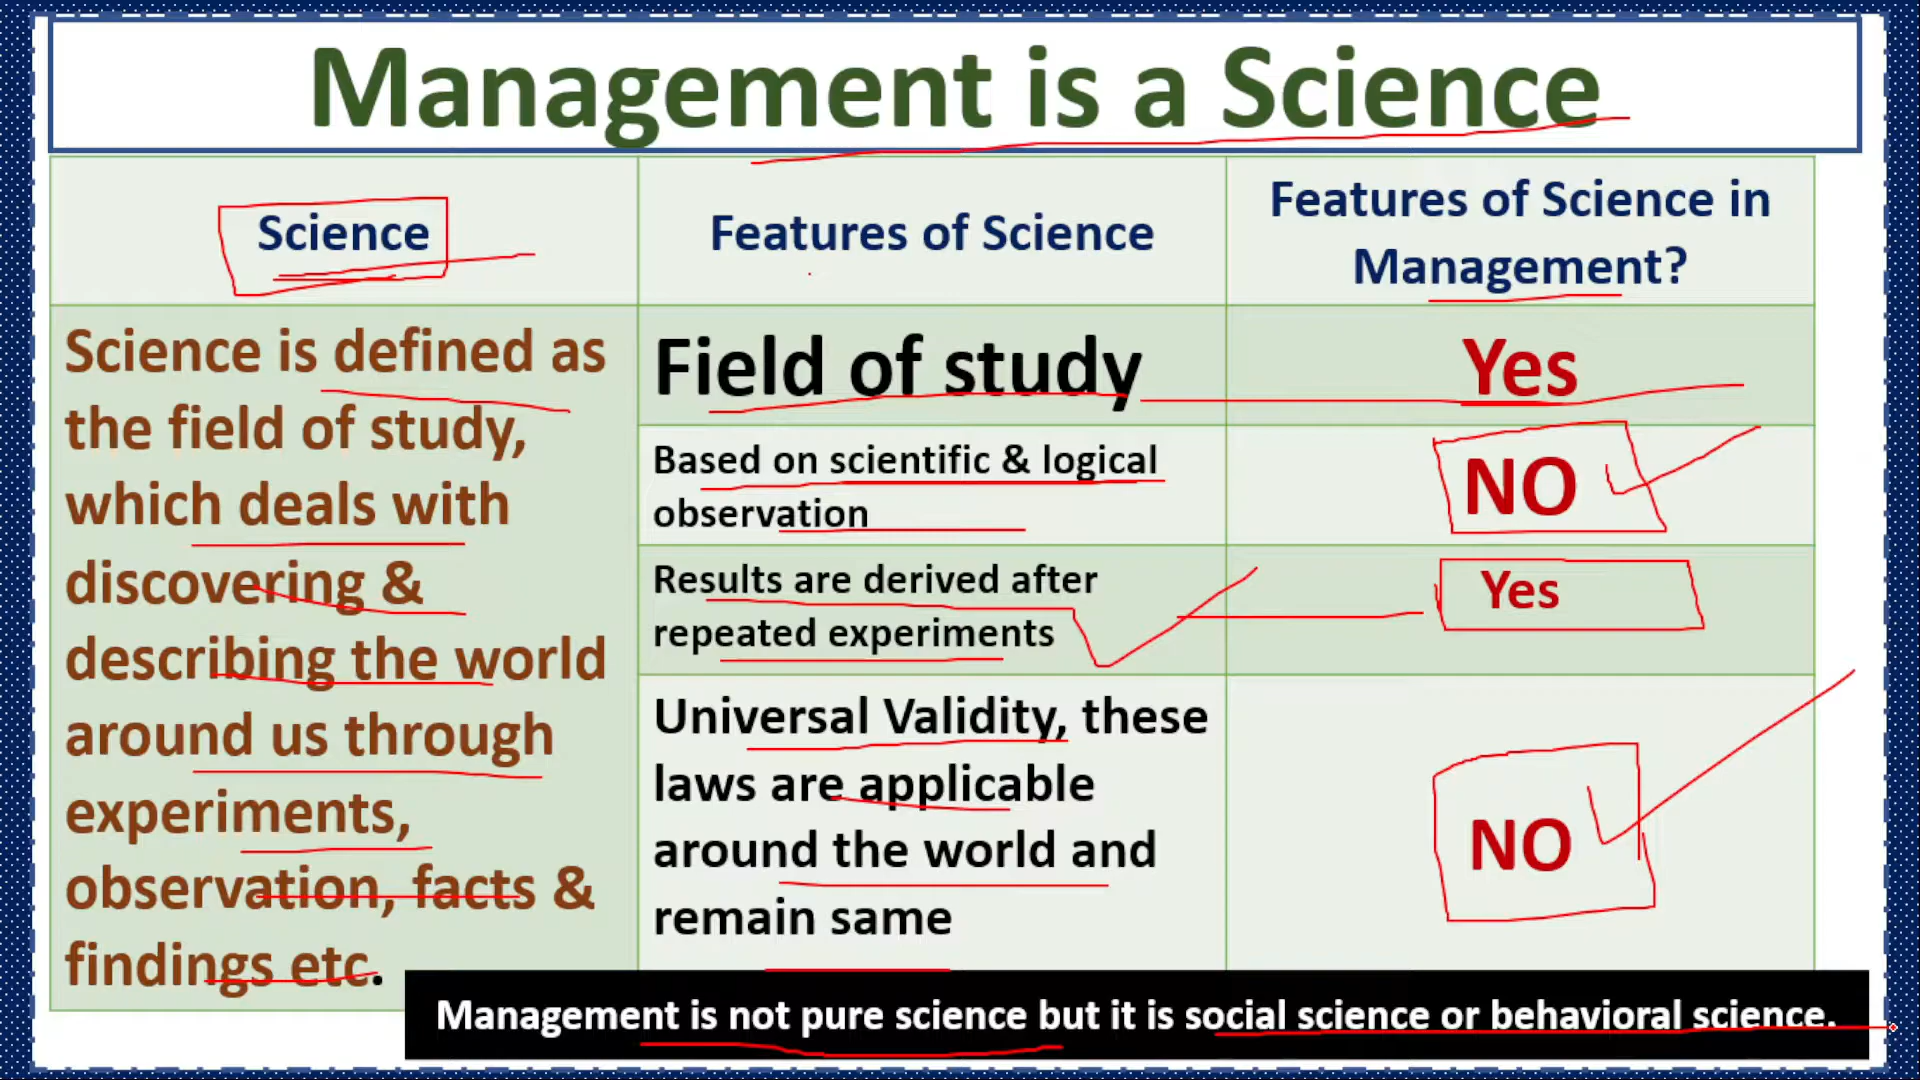 Management is a Science
Science
Features of Science
Features of Science in
Management?
Science is defined as
the field of study,
which deals with
discovering &
describing the world
around us through
experiments,
observation, facts &
findings etc.
Field of study
Yes
Based on scientific & logical
observation
NO
Results are derived after
repeated experiments
Yes
Universal Validity, these
laws are applicable
around the world and
remain same
NO
Management is not pure science but it is social science or behavioral science.